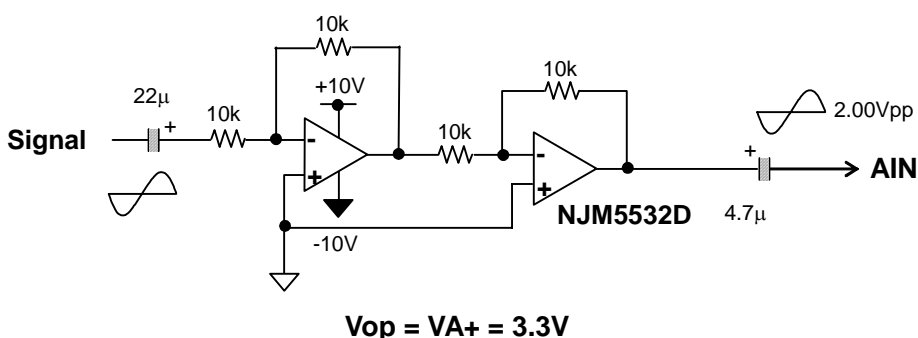 10k
+10V
10k
22μ
10k
10k
2.00Vpp
Signal
+
-
+
-
+
+
AIN
NJM5532D
4.7μ
-10V
Vop = VA+ = 3.3V